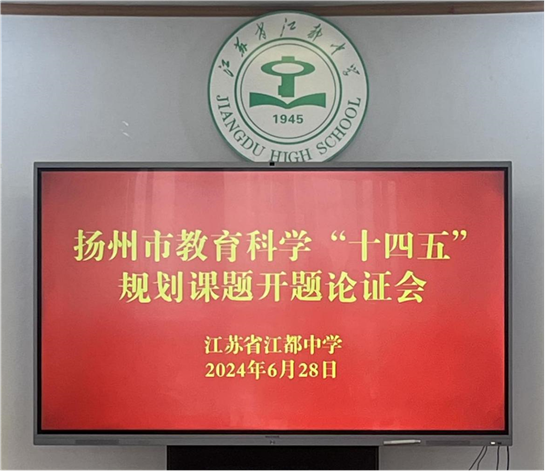 江苏省江都中学
JIANGDU HIGH SCHOOL
1945
扬州市教育科学“十四五”
规划课题开题论证会
江苏省江都中学
2024年6月28日